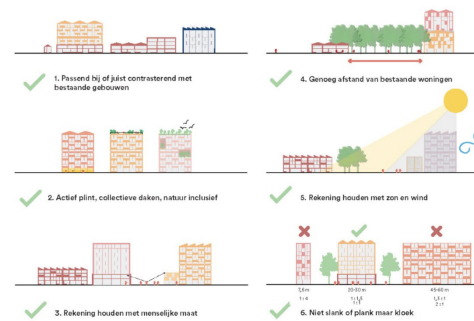 1. Passend bij of juist contrasterend met
bestaande gebouwen
4. Genoeg afstand van bestaande woningen
2. Actief plint, collectieve daken, natuur inclusief
5. Rekening houden met zon en wind
3. Rekening houden met menselijke maat
6. Niet slank of plank maar kloek